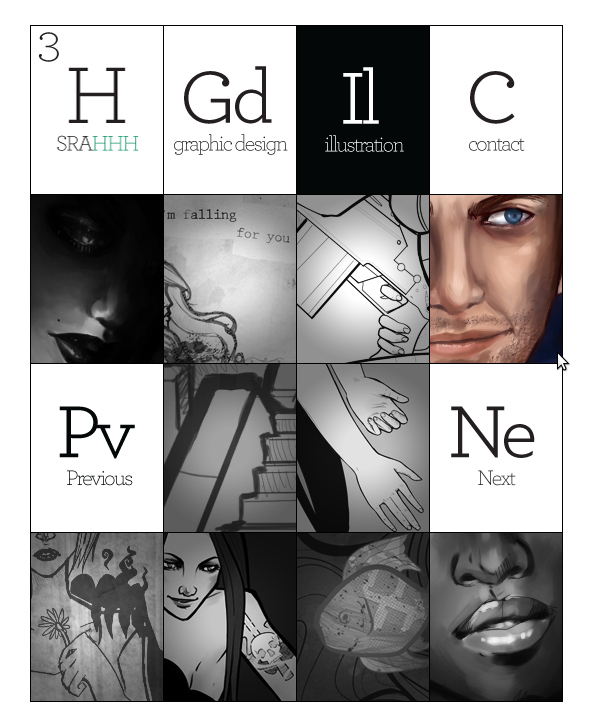 3
H
SRAHHH
Gd
graphic design
Il
illustration
C
contact
'm falling
for you
Pv
Previous
Ne
Next